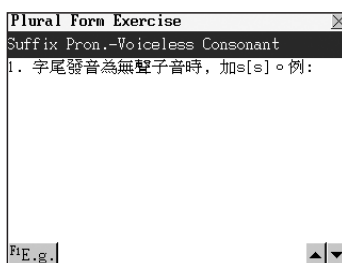 Plural Form Exercise
Suffix Pron.-Voiceless Consonant
1. 字尾發音為無聲子音時, 加s[s]。例:
F1E.g.